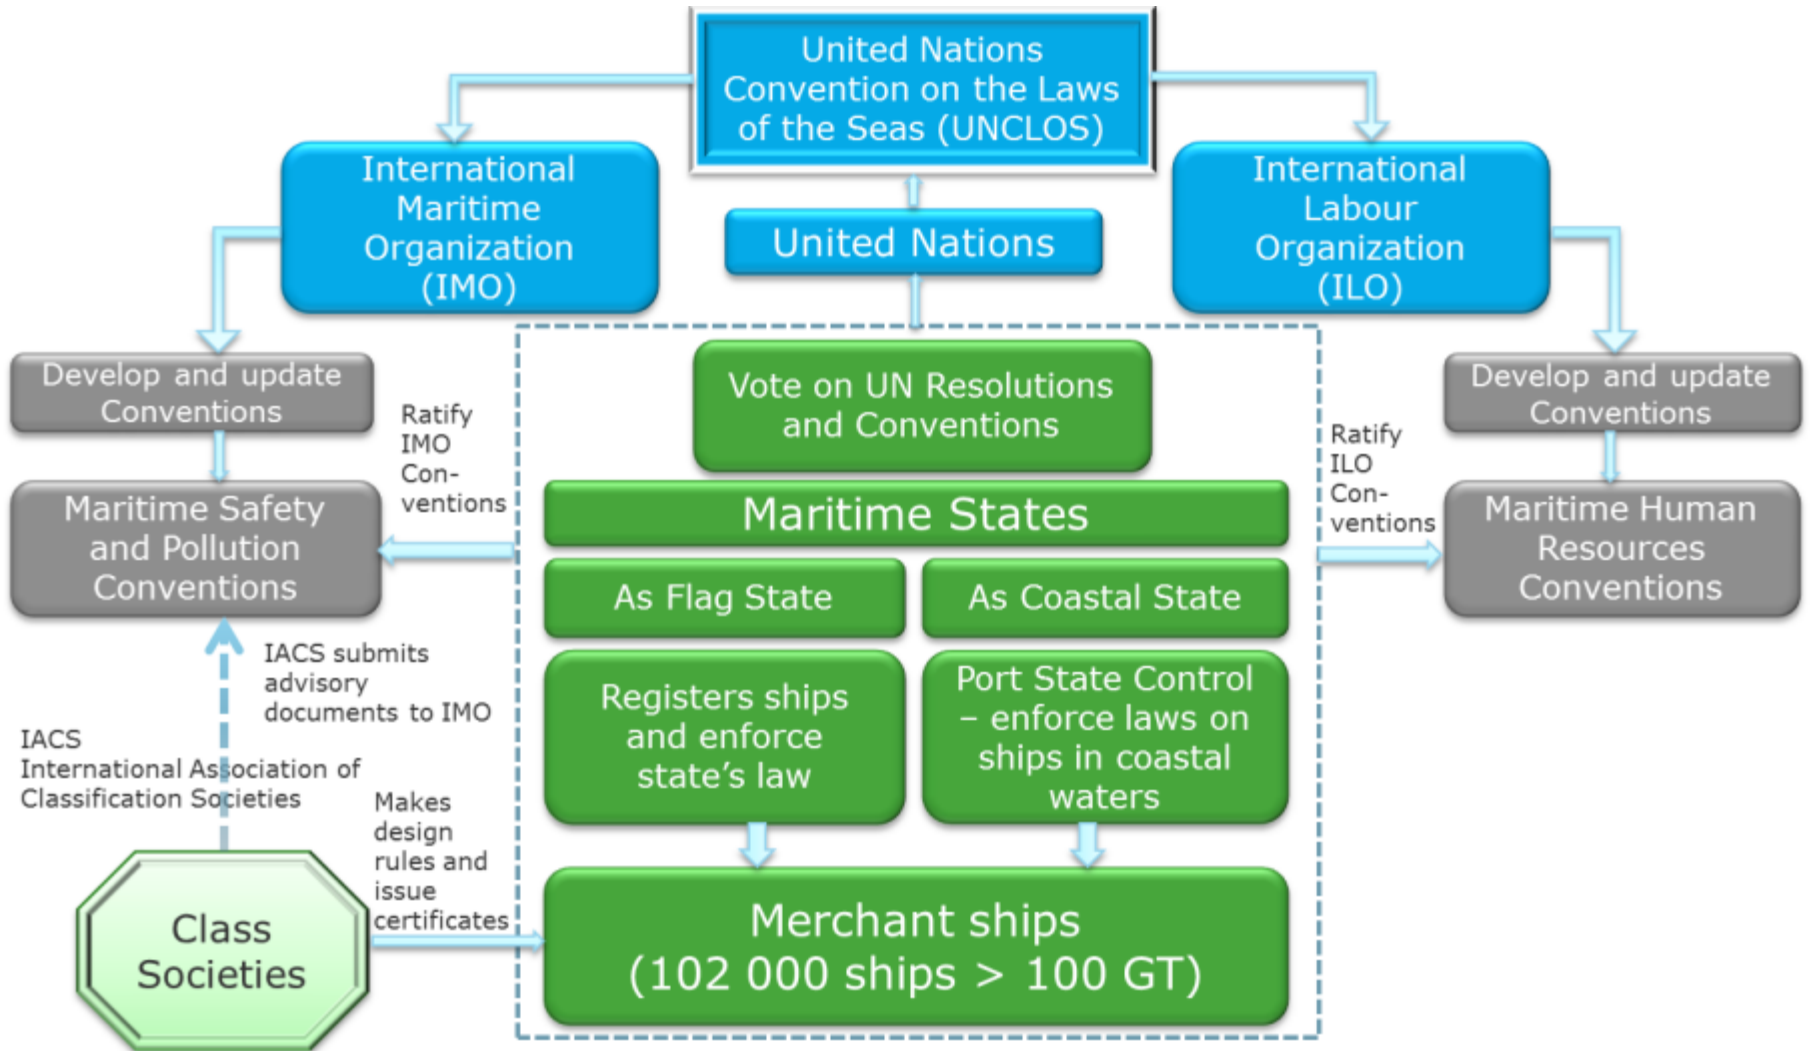 United Nations
Convention on the Laws
of the Seas (UNCLOS)
International
Maritime
Organization
(IMO)
United Nations
International
Labour
Organization
(ILO)
Develop and update
Conventions
Ratify
IMO
Con-
ventions
Vote on UN Resolutions
and Conventions
Ratify
ILO
Con-
ventions
Develop and update
Conventions
Maritime Safety
and Pollution
Conventions
Maritime States
Maritime Human
Resources
Conventions
As Flag State
As Coastal State
IACS submits
advisory
documents to IMO
Registers ships
and enforce
state’s law
Port State Control
– enforce laws on
ships in coastal
waters
IACS
International Association of
Classification Societies
Makes
design
rules and
issue
certificates
Class
Societies
Merchant ships
(102 000 ships > 100 GT)